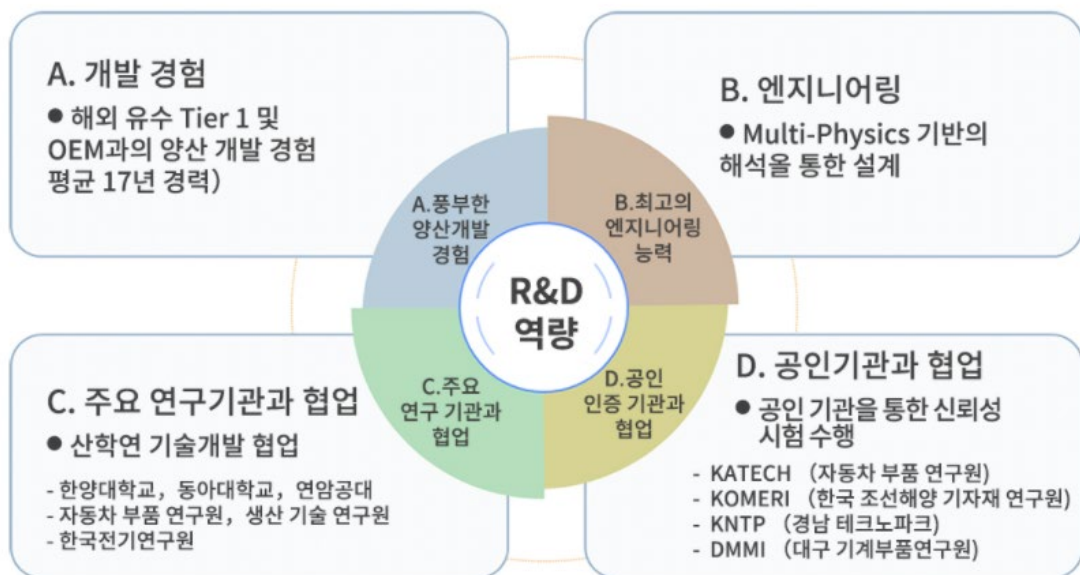 A. 개발 경험
● 해외 유수 Tier 1 및
OEM과의 양산 개발 경험
평균 17년 경력)
B. 엔지니어링
● Multi-Physics 기반의
해석올 통한 설계
A.풍부한
양산개발
경험
B.최고의
엔지니어링
능력
R&D
역량
C.주요
연구 기관과
협업
D.공인
인증 기관과
협업
C. 주요 연구기관과 협업
● 산학연 기술개발 협업
- 한양대학교, 동아대학교, 연암공대
- 자동차 부품 연구원, 생산 기술 연구원
- 한국전기연구원
D. 공인기관과 협업
● 공인 기관을 통한 신뢰성
시험 수행
- KATECH (자동차 부품 연구원)
- KOMERI (한국 조선해양 기자재 연구원)
- KNTP (경남 테크노파크)
- DMMI (대구 기계부품연구원)